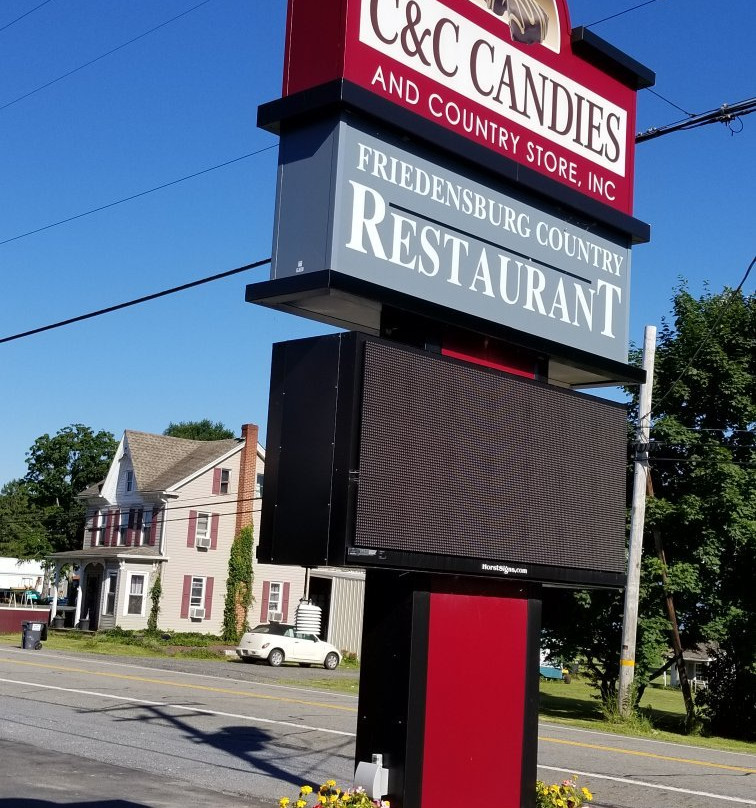 C&C CANDIES
AND COUNTRY STORE, INC
FRIEDENSBURG COUNTRY
RESTAURANT
HorstSigns.com